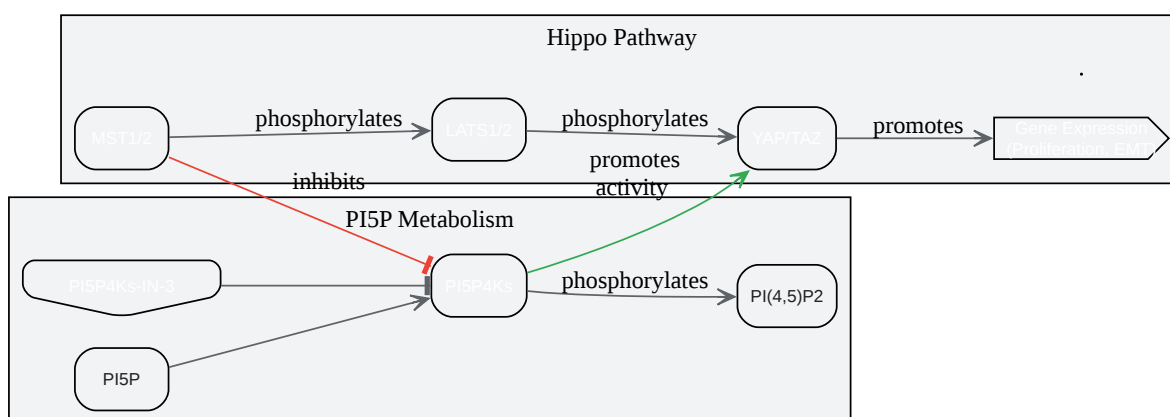 Hippo Pathway
MST1/2
phosphorylates
LATS1/2
phosphorylates
YAP/TAZ
promotes
Gene Expression
(Proliferation, EMT)
inhibits
promotes
activity
PI5P Metabolism
PI5P4Ks-IN-3
PI5P4Ks
phosphorylates
PI(4,5)P2
PI5P